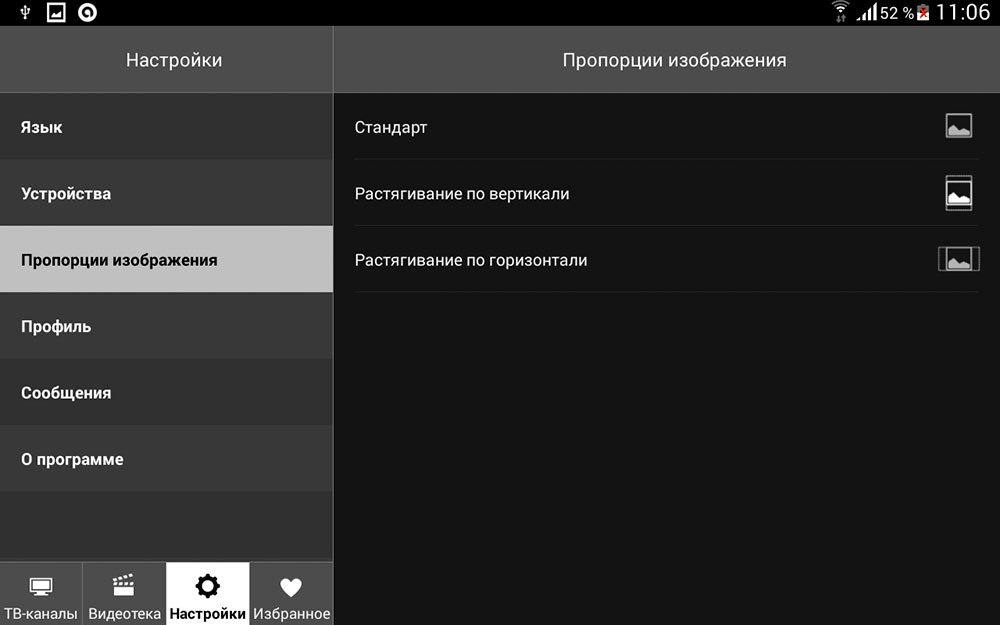 52 % 11:06
Настройки
Пропорции изображения
Язык
Устройства
Пропорции изображения
Профиль
Сообщения
О программе
Стандарт
Растягивание по вертикали
Растягивание по горизонтали
ТВ-каналы Видеотека Настройки Избранное